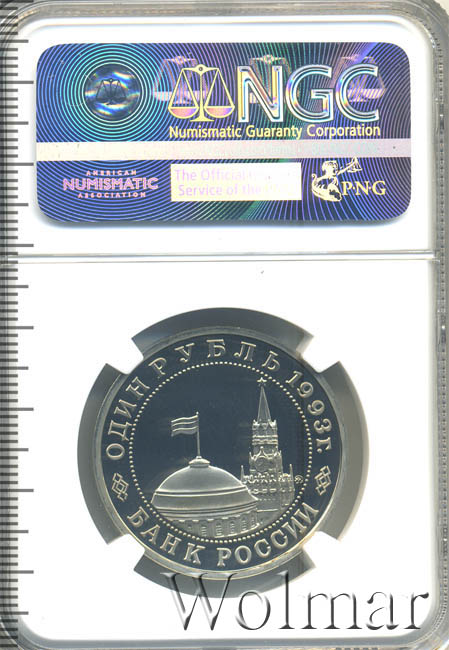 NGC
Numismatic Guaranty Corporation
AMERICAN
NUMISMATIC
ASSOCIATION
The Official
Service of the
PNG
ОДИН РУБЛЬ 1993г.
БАНК РОССИИ
Wolmar